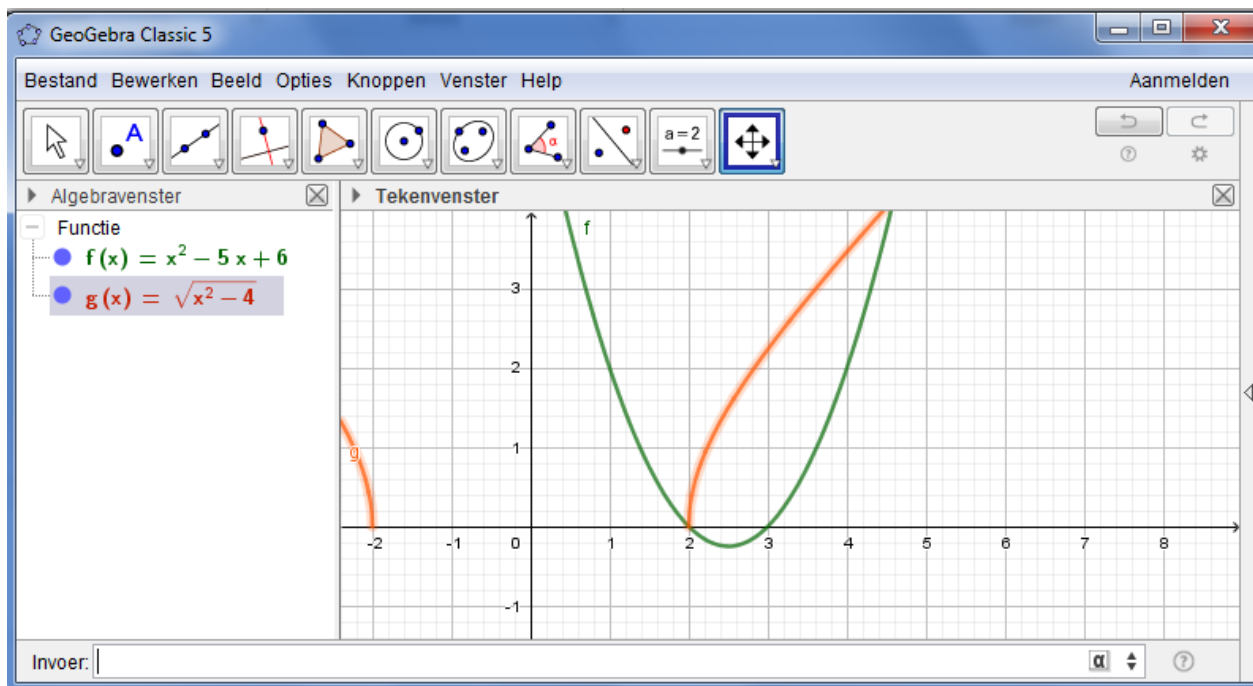 GeoGebra Classic 5
Bestand Bewerken Beeld Opties Knoppen Venster Help Aanmelden
A α a=2
Algebravenster
Functie
f(x) = x² − 5 x + 6
g(x) = √(x² − 4)
Tekenvenster
f
g
3
2
1
-2 -1 0 1 2 3 4 5 6 7 8
-1
Invoer: α